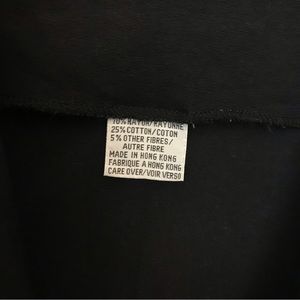 70% RAYON/RAYONNE
25% COTTON/COTON
5% OTHER FIBRES/
AUTRE FIBRE
MADE IN HONG KONG
FABRIQUE A HONG KONG
CARE OVER/VOIR VERSO